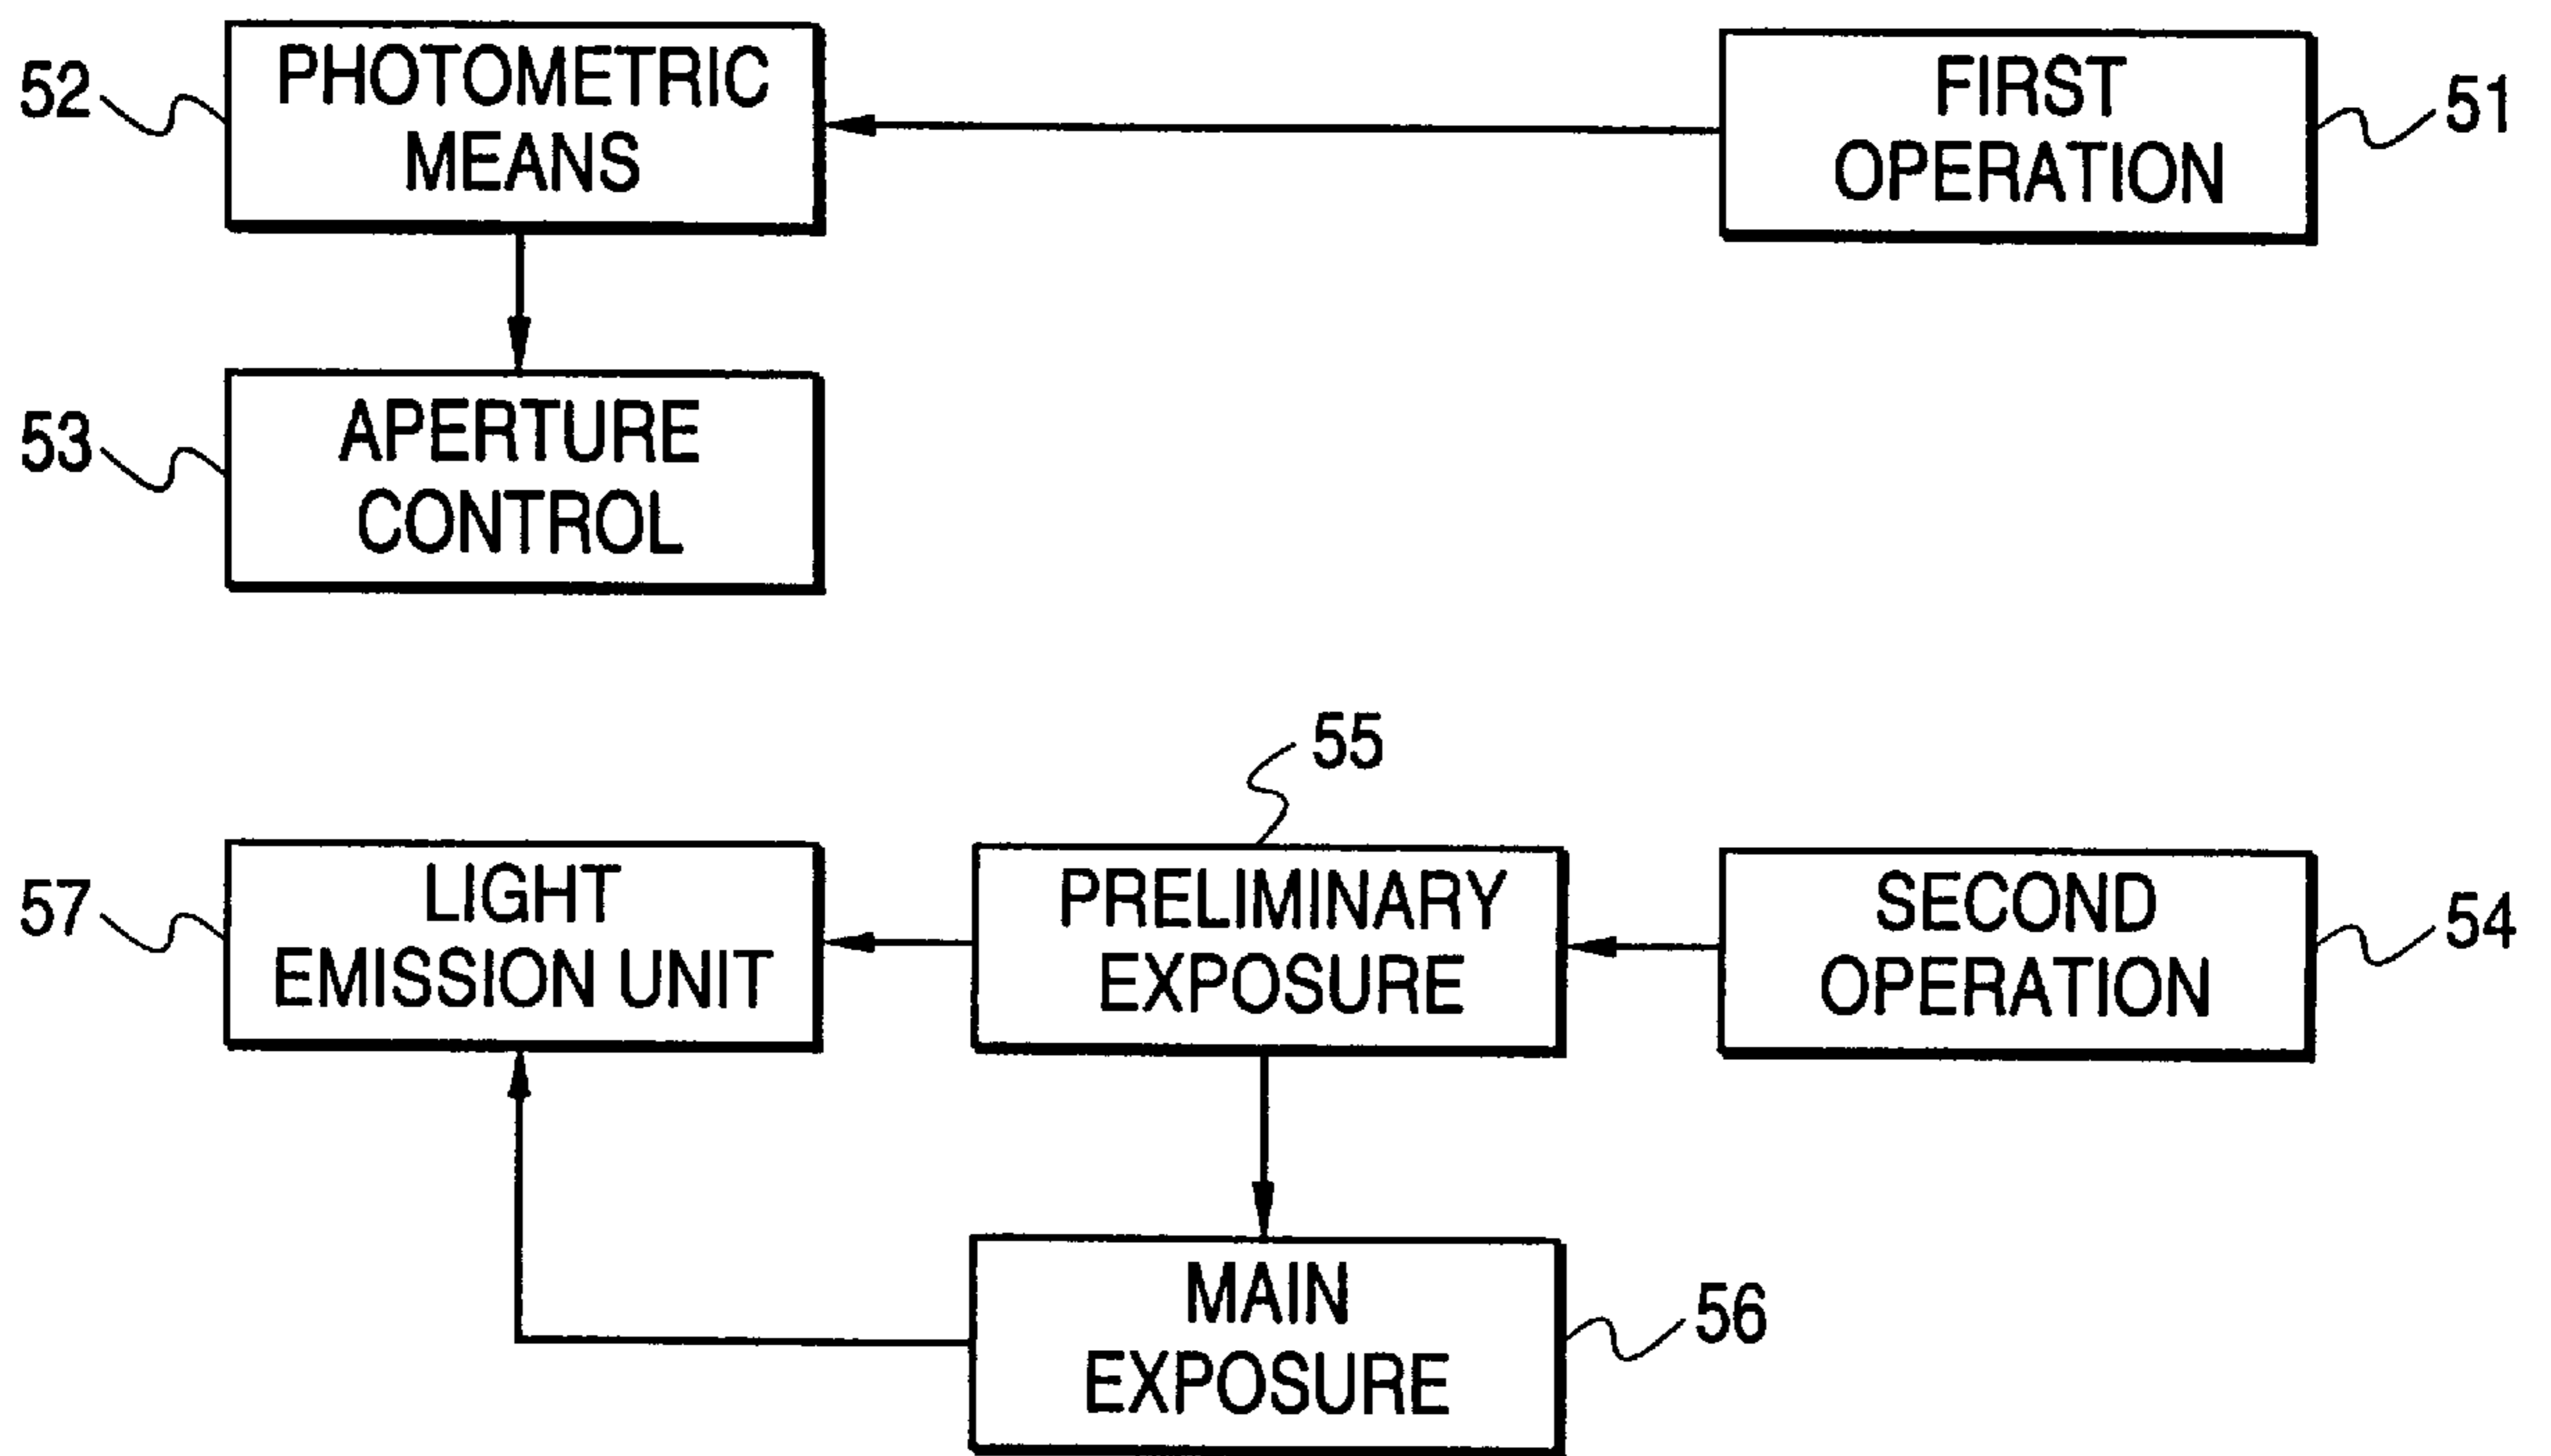 52
PHOTOMETRIC
MEANS
FIRST
OPERATION
51
53
APERTURE
CONTROL
55
57
LIGHT
EMISSION UNIT
PRELIMINARY
EXPOSURE
SECOND
OPERATION
54
MAIN
EXPOSURE
56